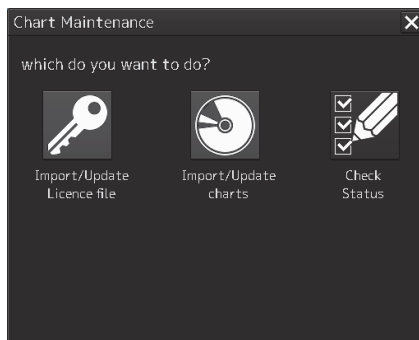 Chart Maintenance
which do you want to do?
Import/Update
Licence file
Import/Update
charts
Check
Status